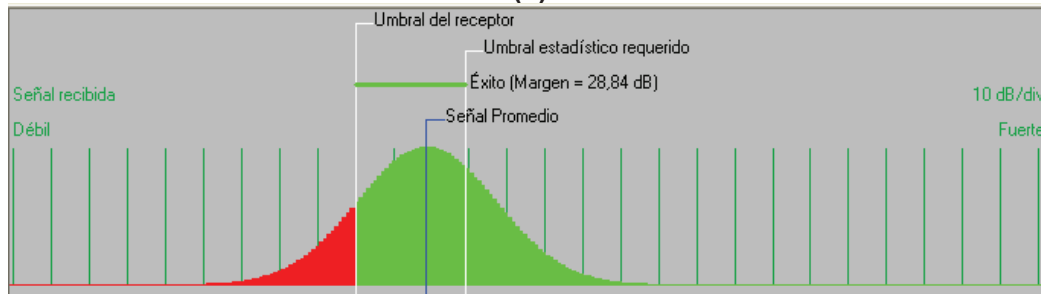 Umbral del receptor
Umbral estadístico requerido
Éxito (Margen = 28,84 dB)
Señal recibida
10 dB/div
Señal Promedio
Débil
Fuerte